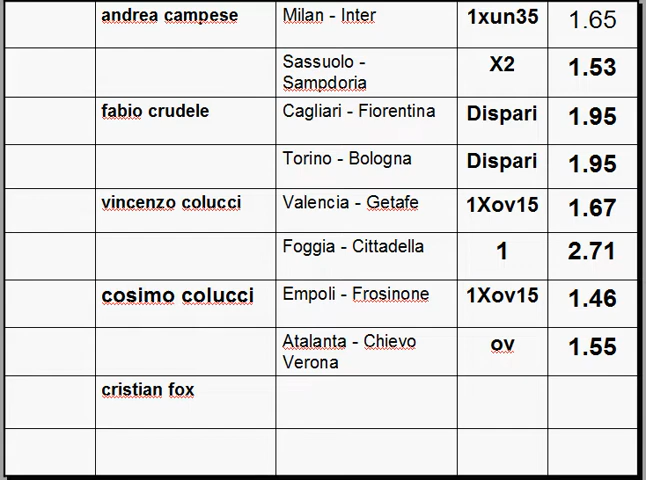 andrea campese Milan - Inter 1xun35 1.65
Sassuolo - Sampdoria X2 1.53
fabio crudele Cagliari - Fiorentina Dispari 1.95
Torino - Bologna Dispari 1.95
vincenzo colucci Valencia - Getafe 1Xov15 1.67
Foggia - Cittadella 1 2.71
cosimo colucci Empoli - Frosinone 1Xov15 1.46
Atalanta - Chievo Verona ov 1.55
cristian fox